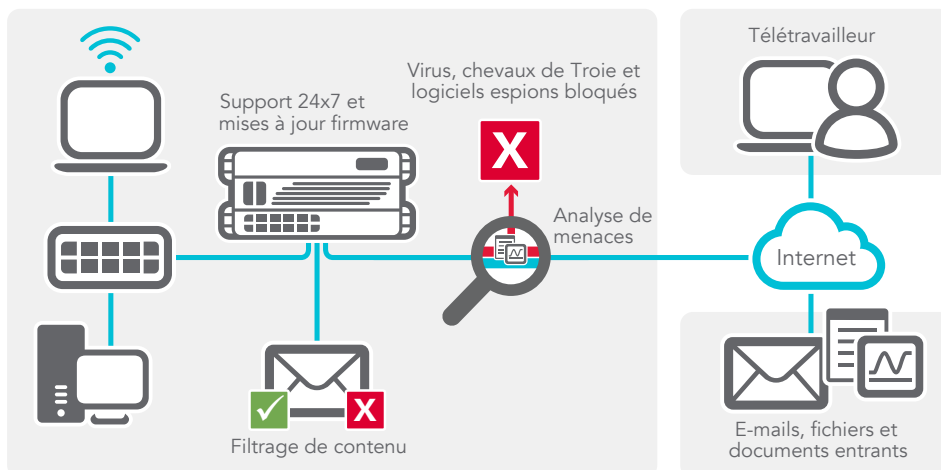 Support 24x7 et
mises à jour firmware
Virus, chevaux de Troie et
logiciels espions bloqués
X
Analyse de
menaces
X
Filtrage de contenu
Télétravailleur
Internet
E-mails, fichiers et
documents entrants